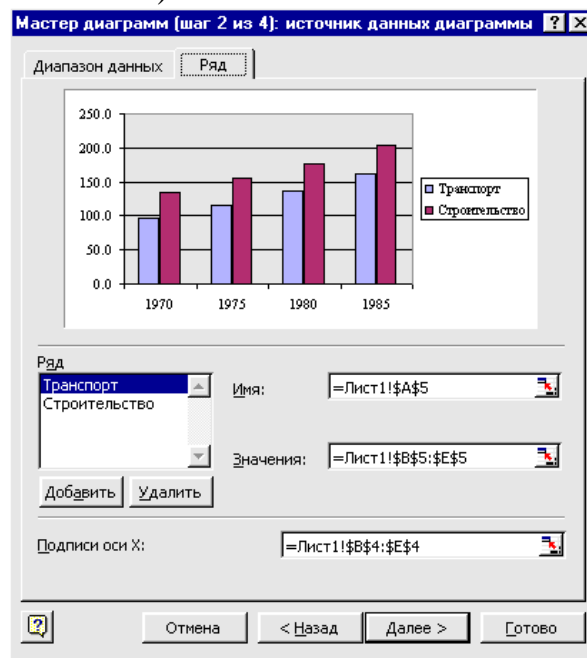 Мастер диаграмм (шаг 2 из 4): источник данных диаграммы
Диапазон данных Ряд
250.0
200.0
150.0
100.0
50.0
0.0
1970 1975 1980 1985
Транспорт
Строительство
Ряд
Транспорт
Строительство
Имя: =Лист1!$A$5
Значения: =Лист1!$B$5:$E$5
Добавить Удалить
Подписи оси X: =Лист1!$B$4:$E$4
Отмена < Назад Далее > Готово